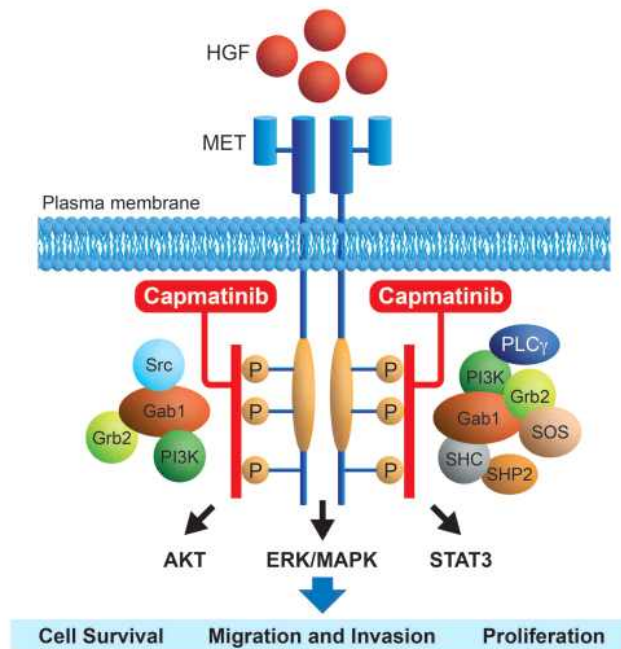 HGF
MET
Plasma membrane
Capmatinib
Capmatinib
Src
Gab1
Grb2
PI3K
P
P
P
P
P
P
PLCγ
PI3K
Grb2
Gab1
SOS
SHC
SHP2
AKT
ERK/MAPK
STAT3
Cell Survival Migration and Invasion Proliferation